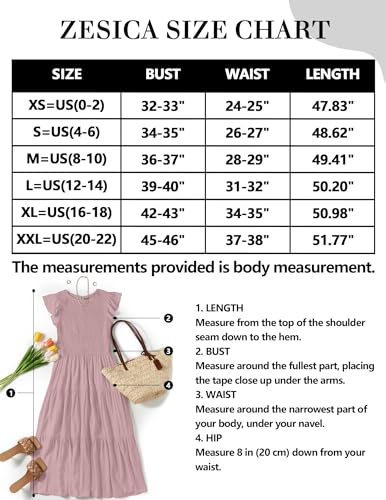 ZESICA SIZE CHART
SIZE BUST WAIST LENGTH
XS=US(0-2) 32-33" 24-25" 47.83"
S=US(4-6) 34-35" 26-27" 48.62"
M=US(8-10) 36-37" 28-29" 49.41"
L=US(12-14) 39-40" 31-32" 50.20"
XL=US(16-18) 42-43" 34-35" 50.98"
XXL=US(20-22) 45-46" 37-38" 51.77"
The measurements provided is body measurement.
1
2
3
4
1. LENGTH
Measure from the top of the shoulder
seam down to the hem.
2. BUST
Measure around the fullest part, placing
the tape close up under the arms.
3. WAIST
Measure around the narrowest part of
your body, under your navel.
4. HIP
Measure 8 in (20 cm) down from your
waist.